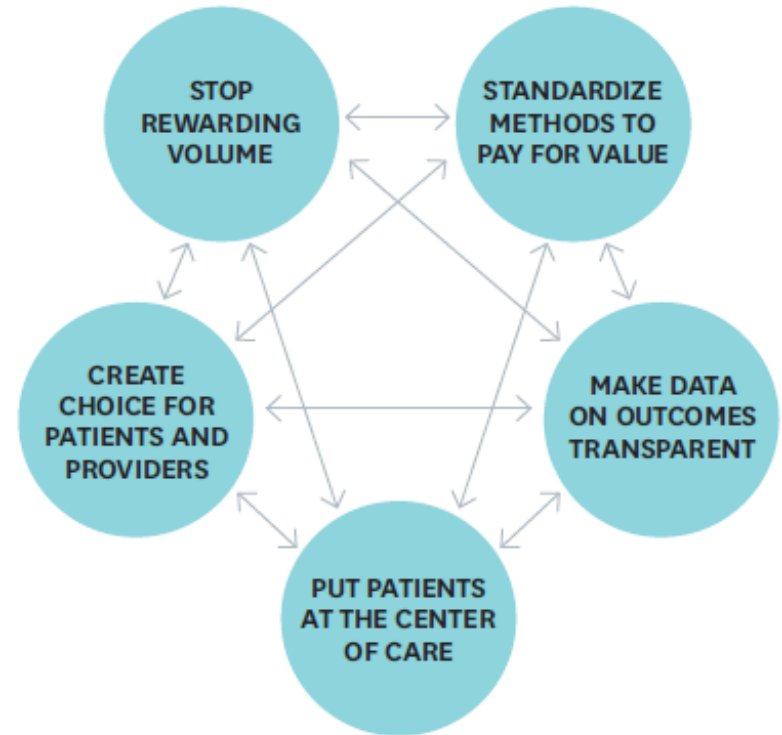 STOP
REWARDING
VOLUME
STANDARDIZE
METHODS TO
PAY FOR VALUE
CREATE
CHOICE FOR
PATIENTS AND
PROVIDERS
MAKE DATA
ON OUTCOMES
TRANSPARENT
PUT PATIENTS
AT THE CENTER
OF CARE